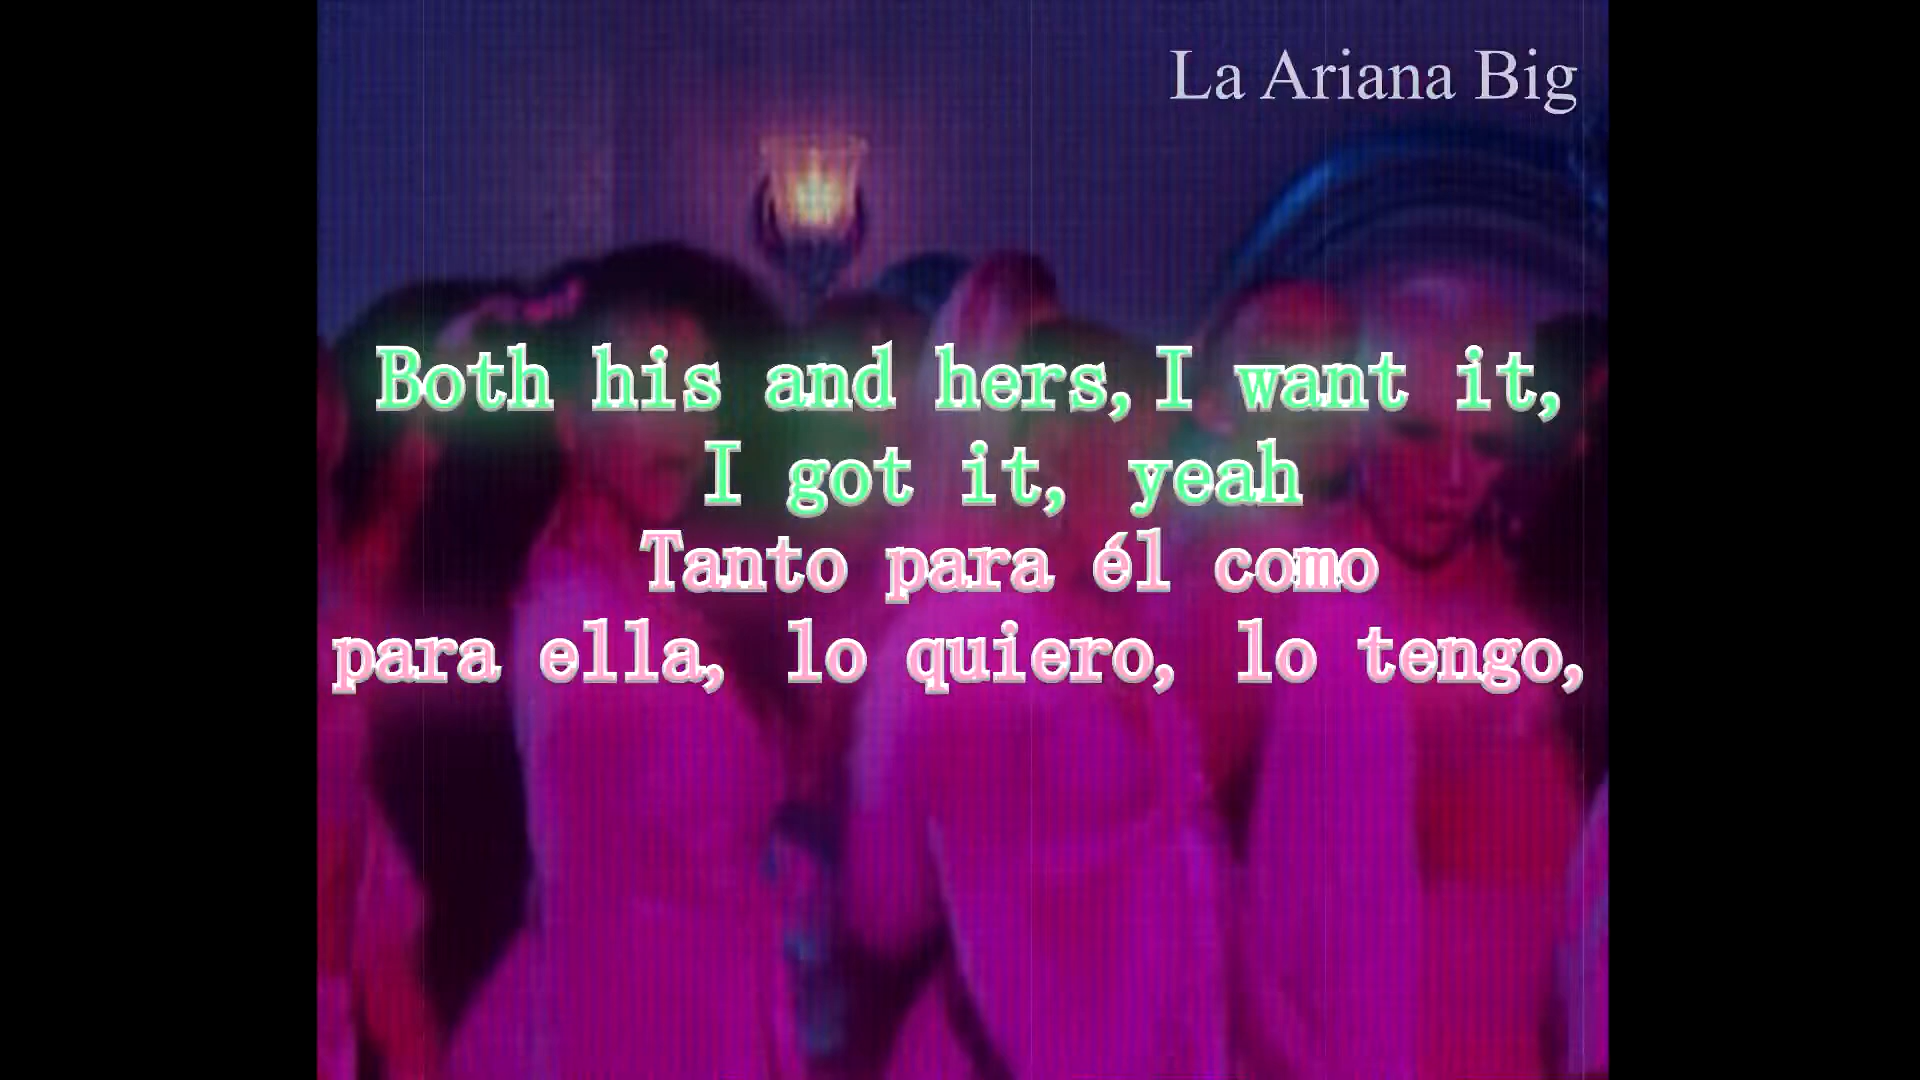 La Ariana Big
Both his and hers,I want it,
I got it, yeah
Tanto para él como
para ella, lo quiero, lo tengo,